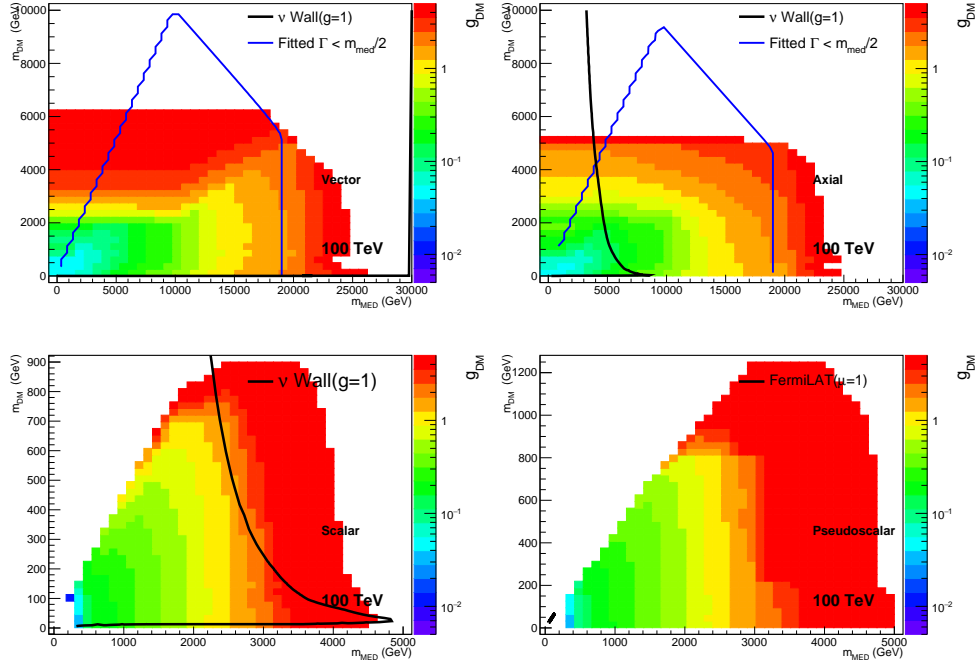 m_DM (GeV)
10000
8000
6000
4000
2000
0
ν Wall(g=1)
Fitted Γ < m_med/2
Vector
100 TeV
0 5000 10000 15000 20000 25000 30000
m_MED (GeV)
g_DM
1
10^-1
10^-2
m_DM (GeV)
10000
8000
6000
4000
2000
0
ν Wall(g=1)
Fitted Γ < m_med/2
Axial
100 TeV
0 5000 10000 15000 20000 25000 30000
m_MED (GeV)
g_DM
1
10^-1
10^-2
m_DM (GeV)
900
800
700
600
500
400
300
200
100
0
ν Wall(g=1)
Scalar
100 TeV
0 1000 2000 3000 4000 5000
m_MED (GeV)
g_DM
1
10^-1
10^-2
m_DM (GeV)
1200
1000
800
600
400
200
0
FermiLAT(μ=1)
Pseudoscalar
100 TeV
0 1000 2000 3000 4000 5000
m_MED (GeV)
g_DM
1
10^-1
10^-2